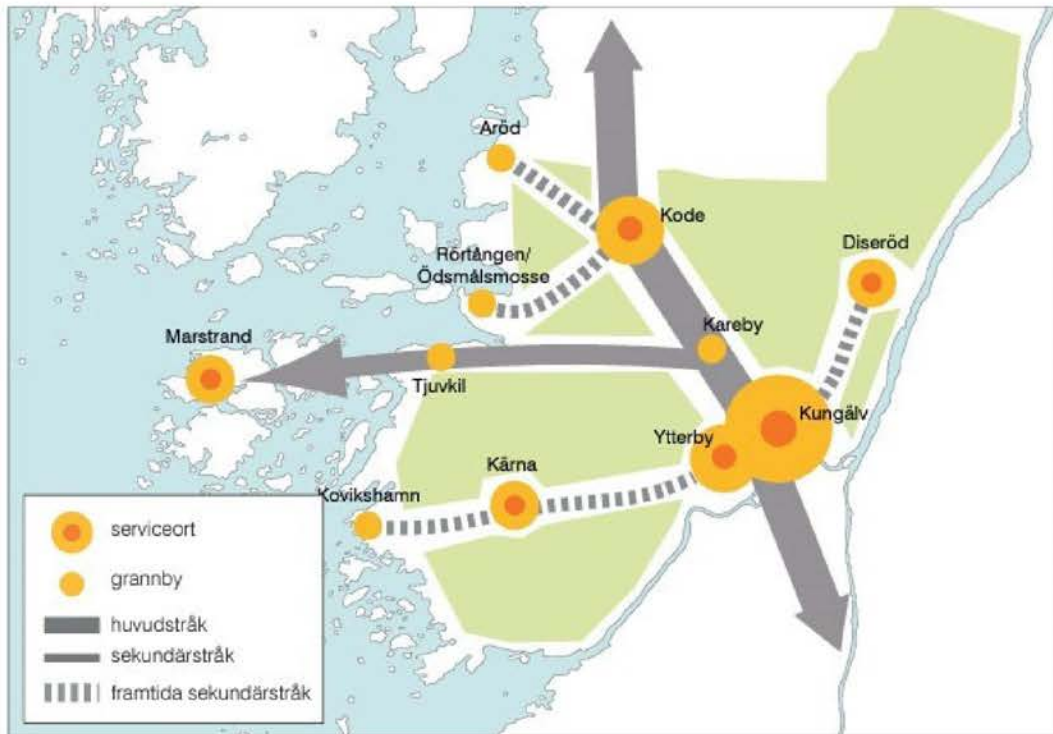 Aröd
Kode
Diseröd
Rörtången/
Ödsmålsmosse
Marstrand
Kareby
Tjuvkil
Kungälv
Ytterby
Kärna
Kovikshamn
serviceort
grannby
huvudstråk
sekundärstråk
framtida sekundärstråk